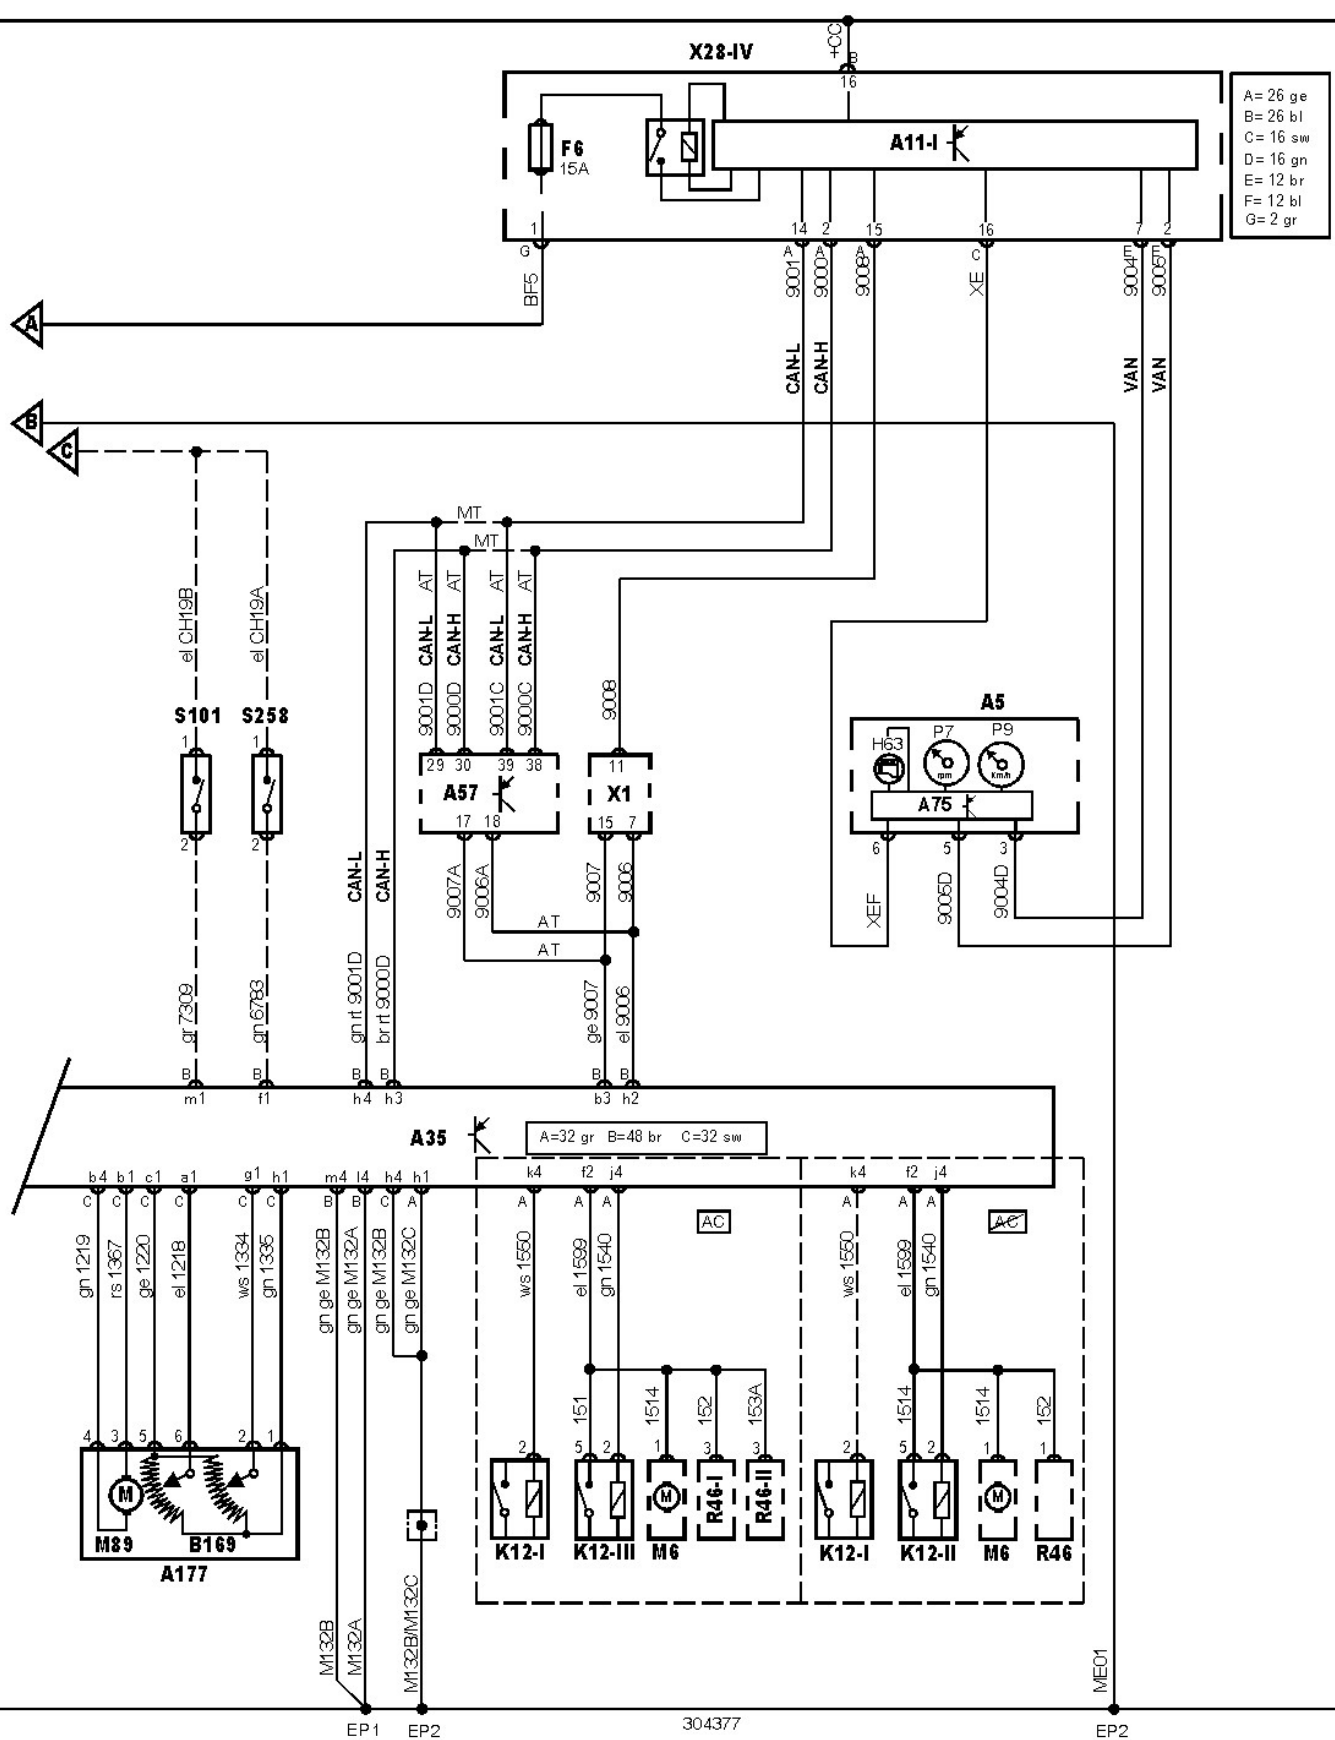 +CC
B
X28-IV
16
A= 26 ge
B= 26 bl
C= 16 sw
D= 16 gn
E= 12 br
F= 12 bl
G= 2 gr
A11-I
F6
15A
1 14 2 15 16 7 2
G A A A C E E
BF5 9001 9000 9008 XE 9004 9005
A
CAN-L CAN-H VAN VAN
B
C
MT
MT
AT AT AT AT
el CH19B el CH19A
CAN-L CAN-H CAN-L CAN-H
9001D 9000D 9001C 9000C 9008
S101 S258
A5
1 1
H63 P7 P9
rpm Km/h
29 30 39 38 11
A57 X1
A75
17 18 15 7
2 2
6 5 3
CAN-L CAN-H
9007A 9006A 9007 9006
XEF 9005D 9004D
AT
AT
gr 7309 gn 6783 gn rt 9001D br rt 9000D ge 9007 el 9006
B B B B B B
m1 f1 h4 h3 b3 h2
A35
A=32 gr B=48 br C=32 sw
b4 b1 c1 a1 g1 h1 m4 l4 h4 h1 k4 f2 j4 k4 f2 j4
C C C C C C B B C A A A A A A A
AC AC
gn 1219 rs 1367 ge 1220 el 1218 ws 1334 gn 1335 gn ge M132B gn ge M132A gn ge M132B gn ge M132C ws 1550 el 1599 gn 1540 ws 1550 el 1599 gn 1540
151 1514 152 153A 1514 1514 152
4 3 5 6 2 1 2 5 2 1 3 3 2 5 2 1 1
M M M
R46-I R46-II
M89 B169
K12-I K12-III M6 K12-I K12-II M6 R46
A177
M132B M132A M132B/M132C ME01
EP1 EP2 304377 EP2